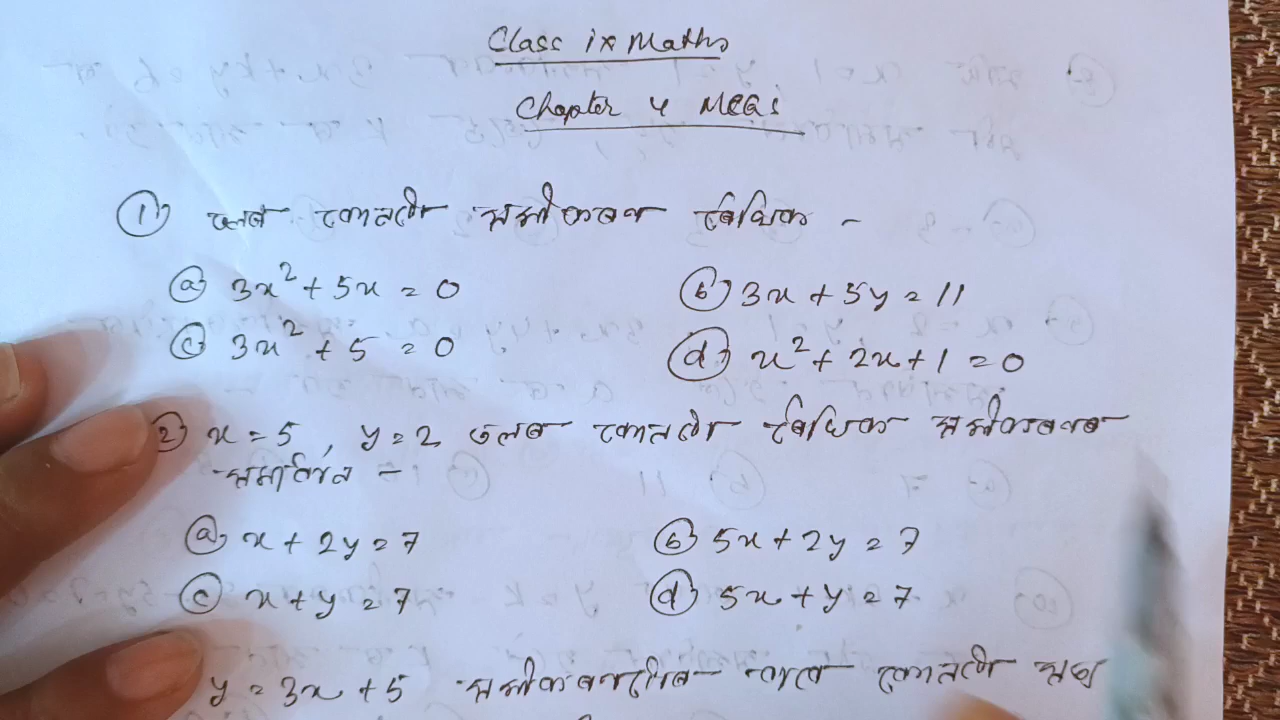 Class ix Maths
Chapter 4 MCQs
① তলৰ কোনটো সমীকৰণ ৰৈখিক -
ⓐ 3x² + 5x = 0
ⓑ 3x + 5y = 11
ⓒ 3x² + 5 = 0
ⓓ x² + 2x + 1 = 0
② x = 5, y = 2 তলৰ কোনটো ৰৈখিক সমীকৰণৰ
সমাধান -
ⓐ x + 2y = 7
ⓑ 5x + 2y = 7
ⓒ x + y = 7
ⓓ 5x + y = 7
y = 3x + 5 সমীকৰণটোৰ বাবে কোনটো সত্য